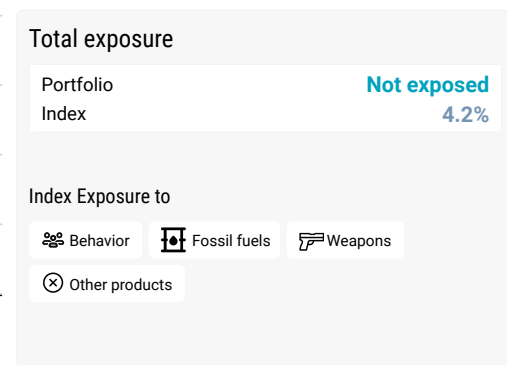 Total exposure
Portfolio Not exposed
Index 4.2%
Index Exposure to
Behavior Fossil fuels Weapons
Other products